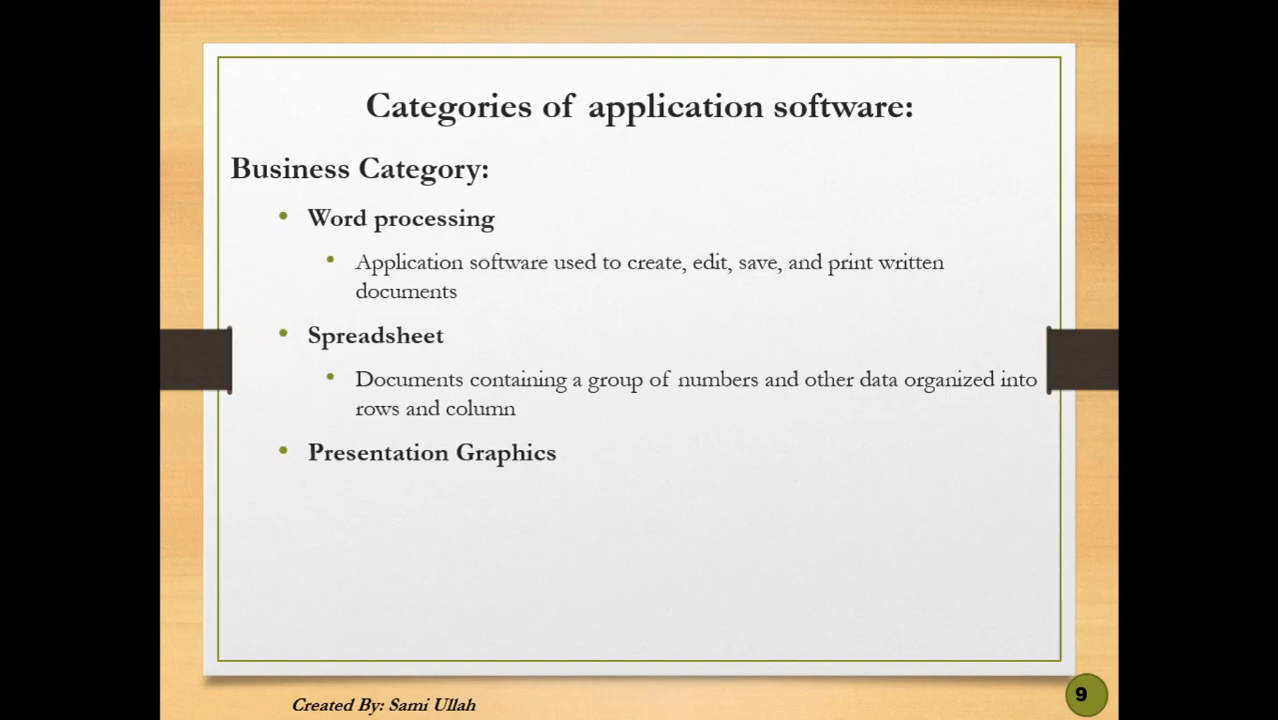 Categories of application software:
Business Category:
• Word processing
• Application software used to create, edit, save, and print written
documents
• Spreadsheet
• Documents containing a group of numbers and other data organized into
rows and column
• Presentation Graphics
Created By: Sami Ullah
9